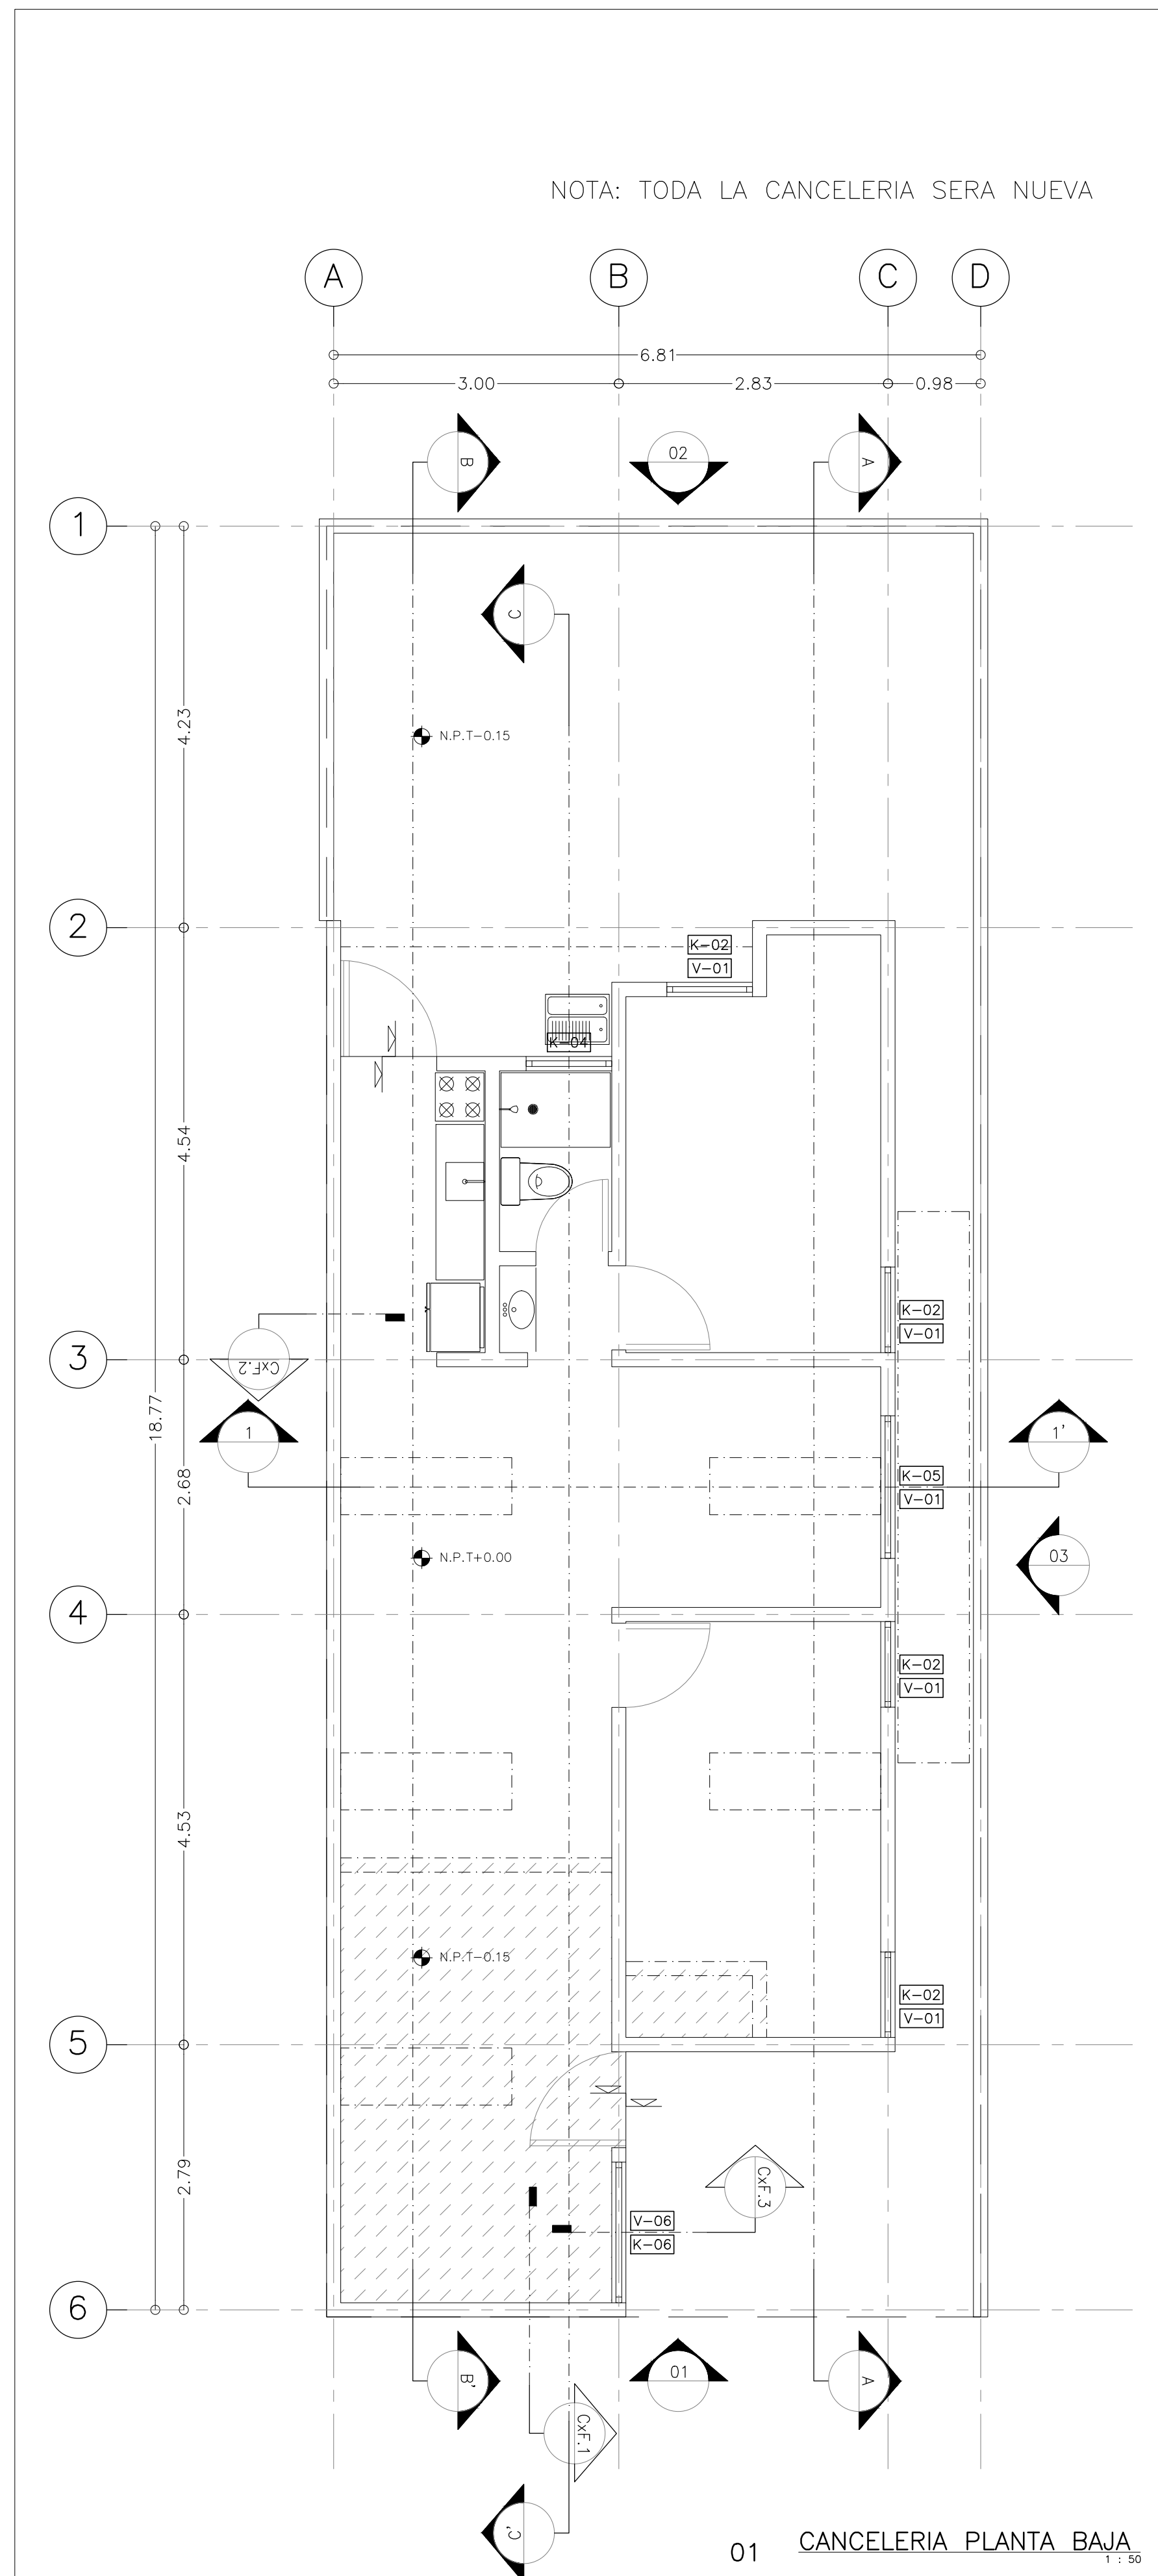 NOTA: TODA LA CANCELERIA SERA NUEVA
A B C D
6.81
3.00 2.83 0.98
B 02 A
1
C
4.23
N.P.T-0.15
2
K-02
V-01
K-04
4.54
K-02
V-01
3
CxF.2
18.77
1 1'
2.68
K-05
V-01
N.P.T+0.00
03
4
K-02
V-01
4.53
N.P.T-0.15
K-02
V-01
5
2.79
CxF.3
V-06
K-06
6
B' 01 A
CxF.1
C'
01 CANCELERIA PLANTA BAJA
1 : 50